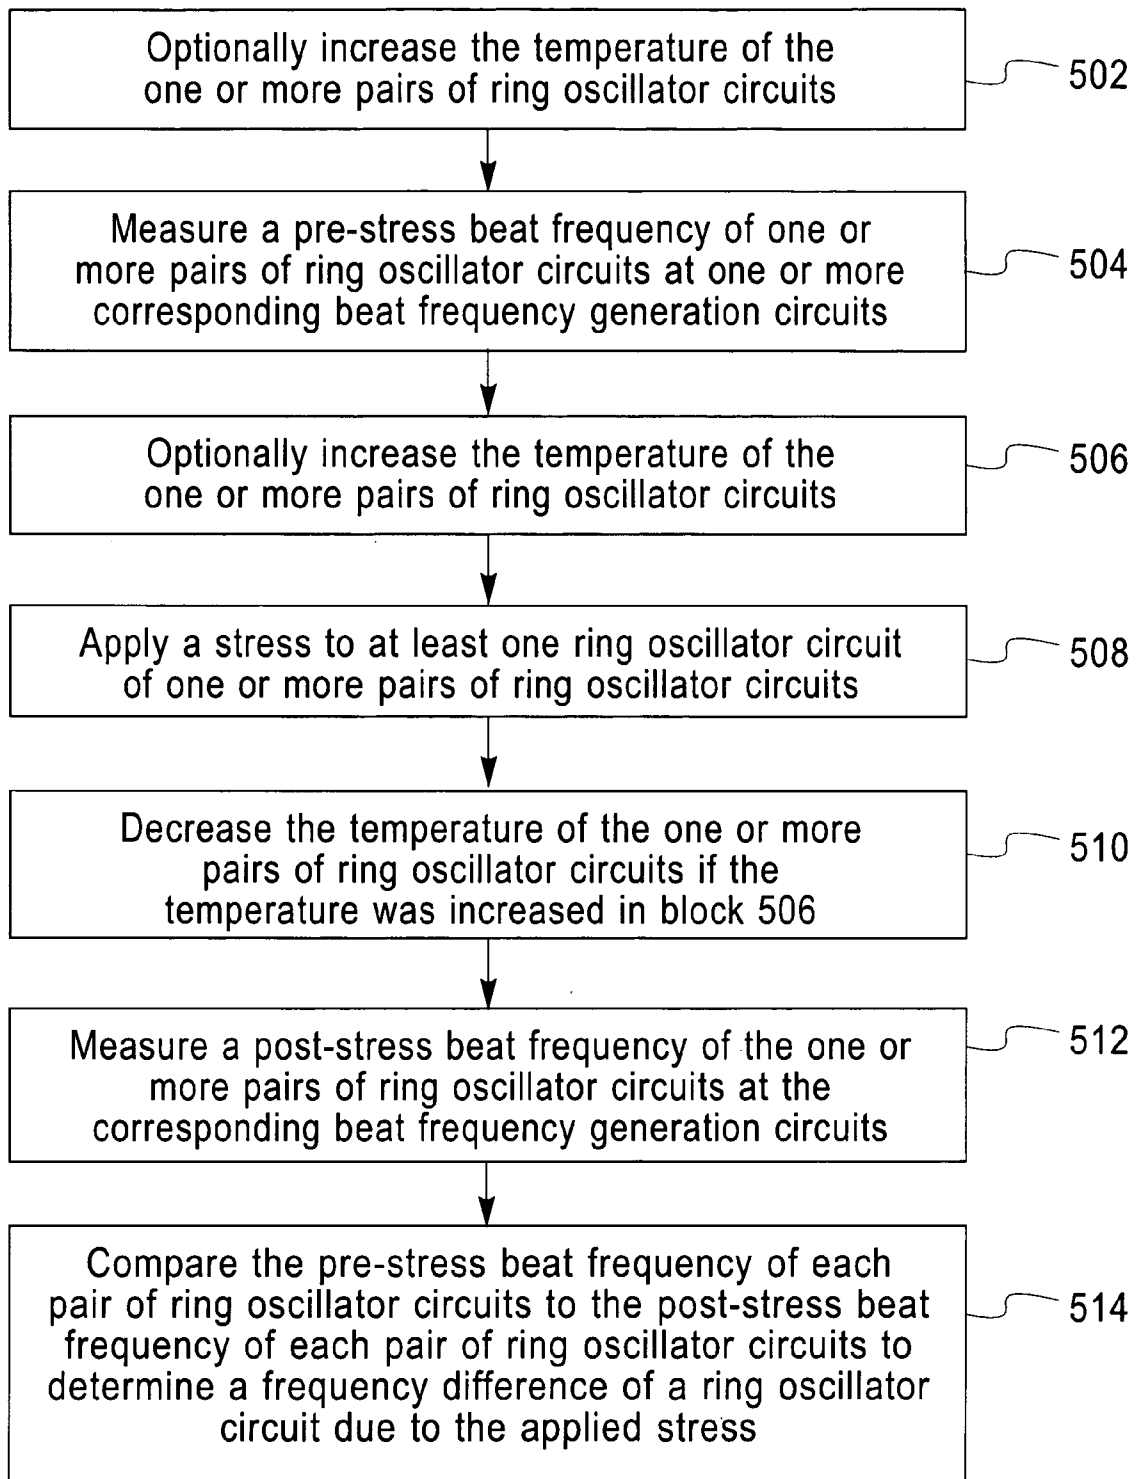 Optionally increase the temperature of the
one or more pairs of ring oscillator circuits
502
Measure a pre-stress beat frequency of one or
more pairs of ring oscillator circuits at one or more
corresponding beat frequency generation circuits
504
Optionally increase the temperature of the
one or more pairs of ring oscillator circuits
506
Apply a stress to at least one ring oscillator circuit
of one or more pairs of ring oscillator circuits
508
Decrease the temperature of the one or more
pairs of ring oscillator circuits if the
temperature was increased in block 506
510
Measure a post-stress beat frequency of the one or
more pairs of ring oscillator circuits at the
corresponding beat frequency generation circuits
512
Compare the pre-stress beat frequency of each
pair of ring oscillator circuits to the post-stress beat
frequency of each pair of ring oscillator circuits to
determine a frequency difference of a ring oscillator
circuit due to the applied stress
514